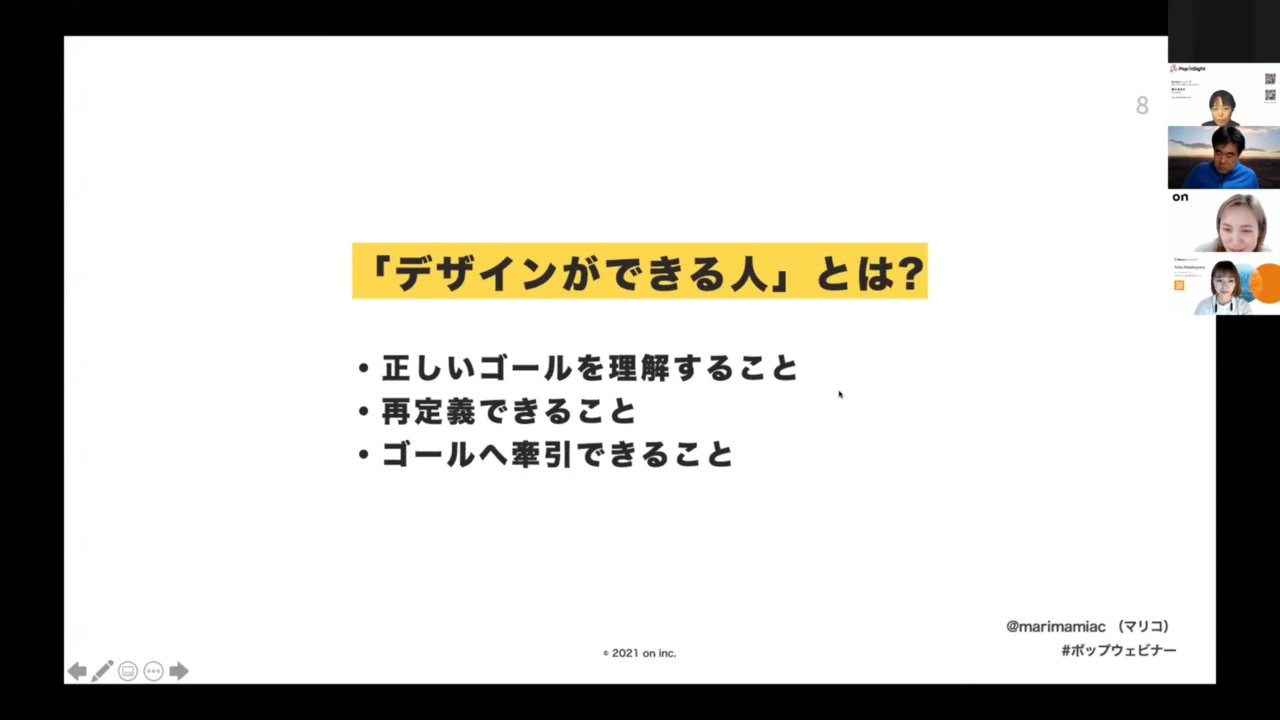 8
「デザインができる人」とは?
• 正しいゴールを理解すること
• 再定義できること
• ゴールへ牽引できること
@marimamiac （マリコ）
#ポップウェビナー
© 2021 on inc.
PopInSight
on